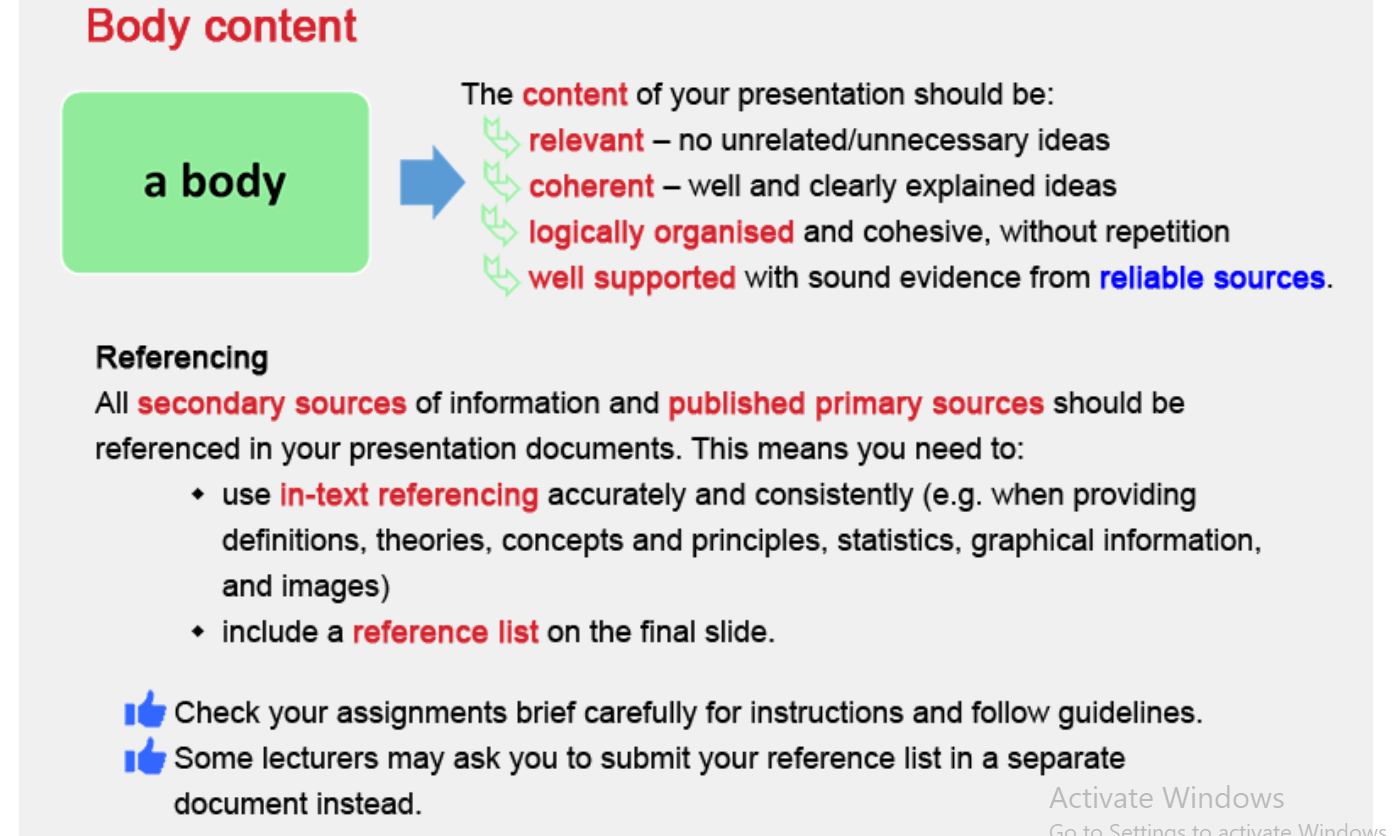 Body content
a body
The content of your presentation should be:
relevant – no unrelated/unnecessary ideas
coherent – well and clearly explained ideas
logically organised and cohesive, without repetition
well supported with sound evidence from reliable sources.
Referencing
All secondary sources of information and published primary sources should be
referenced in your presentation documents. This means you need to:
use in-text referencing accurately and consistently (e.g. when providing
definitions, theories, concepts and principles, statistics, graphical information,
and images)
include a reference list on the final slide.
Check your assignments brief carefully for instructions and follow guidelines.
Some lecturers may ask you to submit your reference list in a separate
document instead.
Activate Windows
Go to Settings to activate Windows